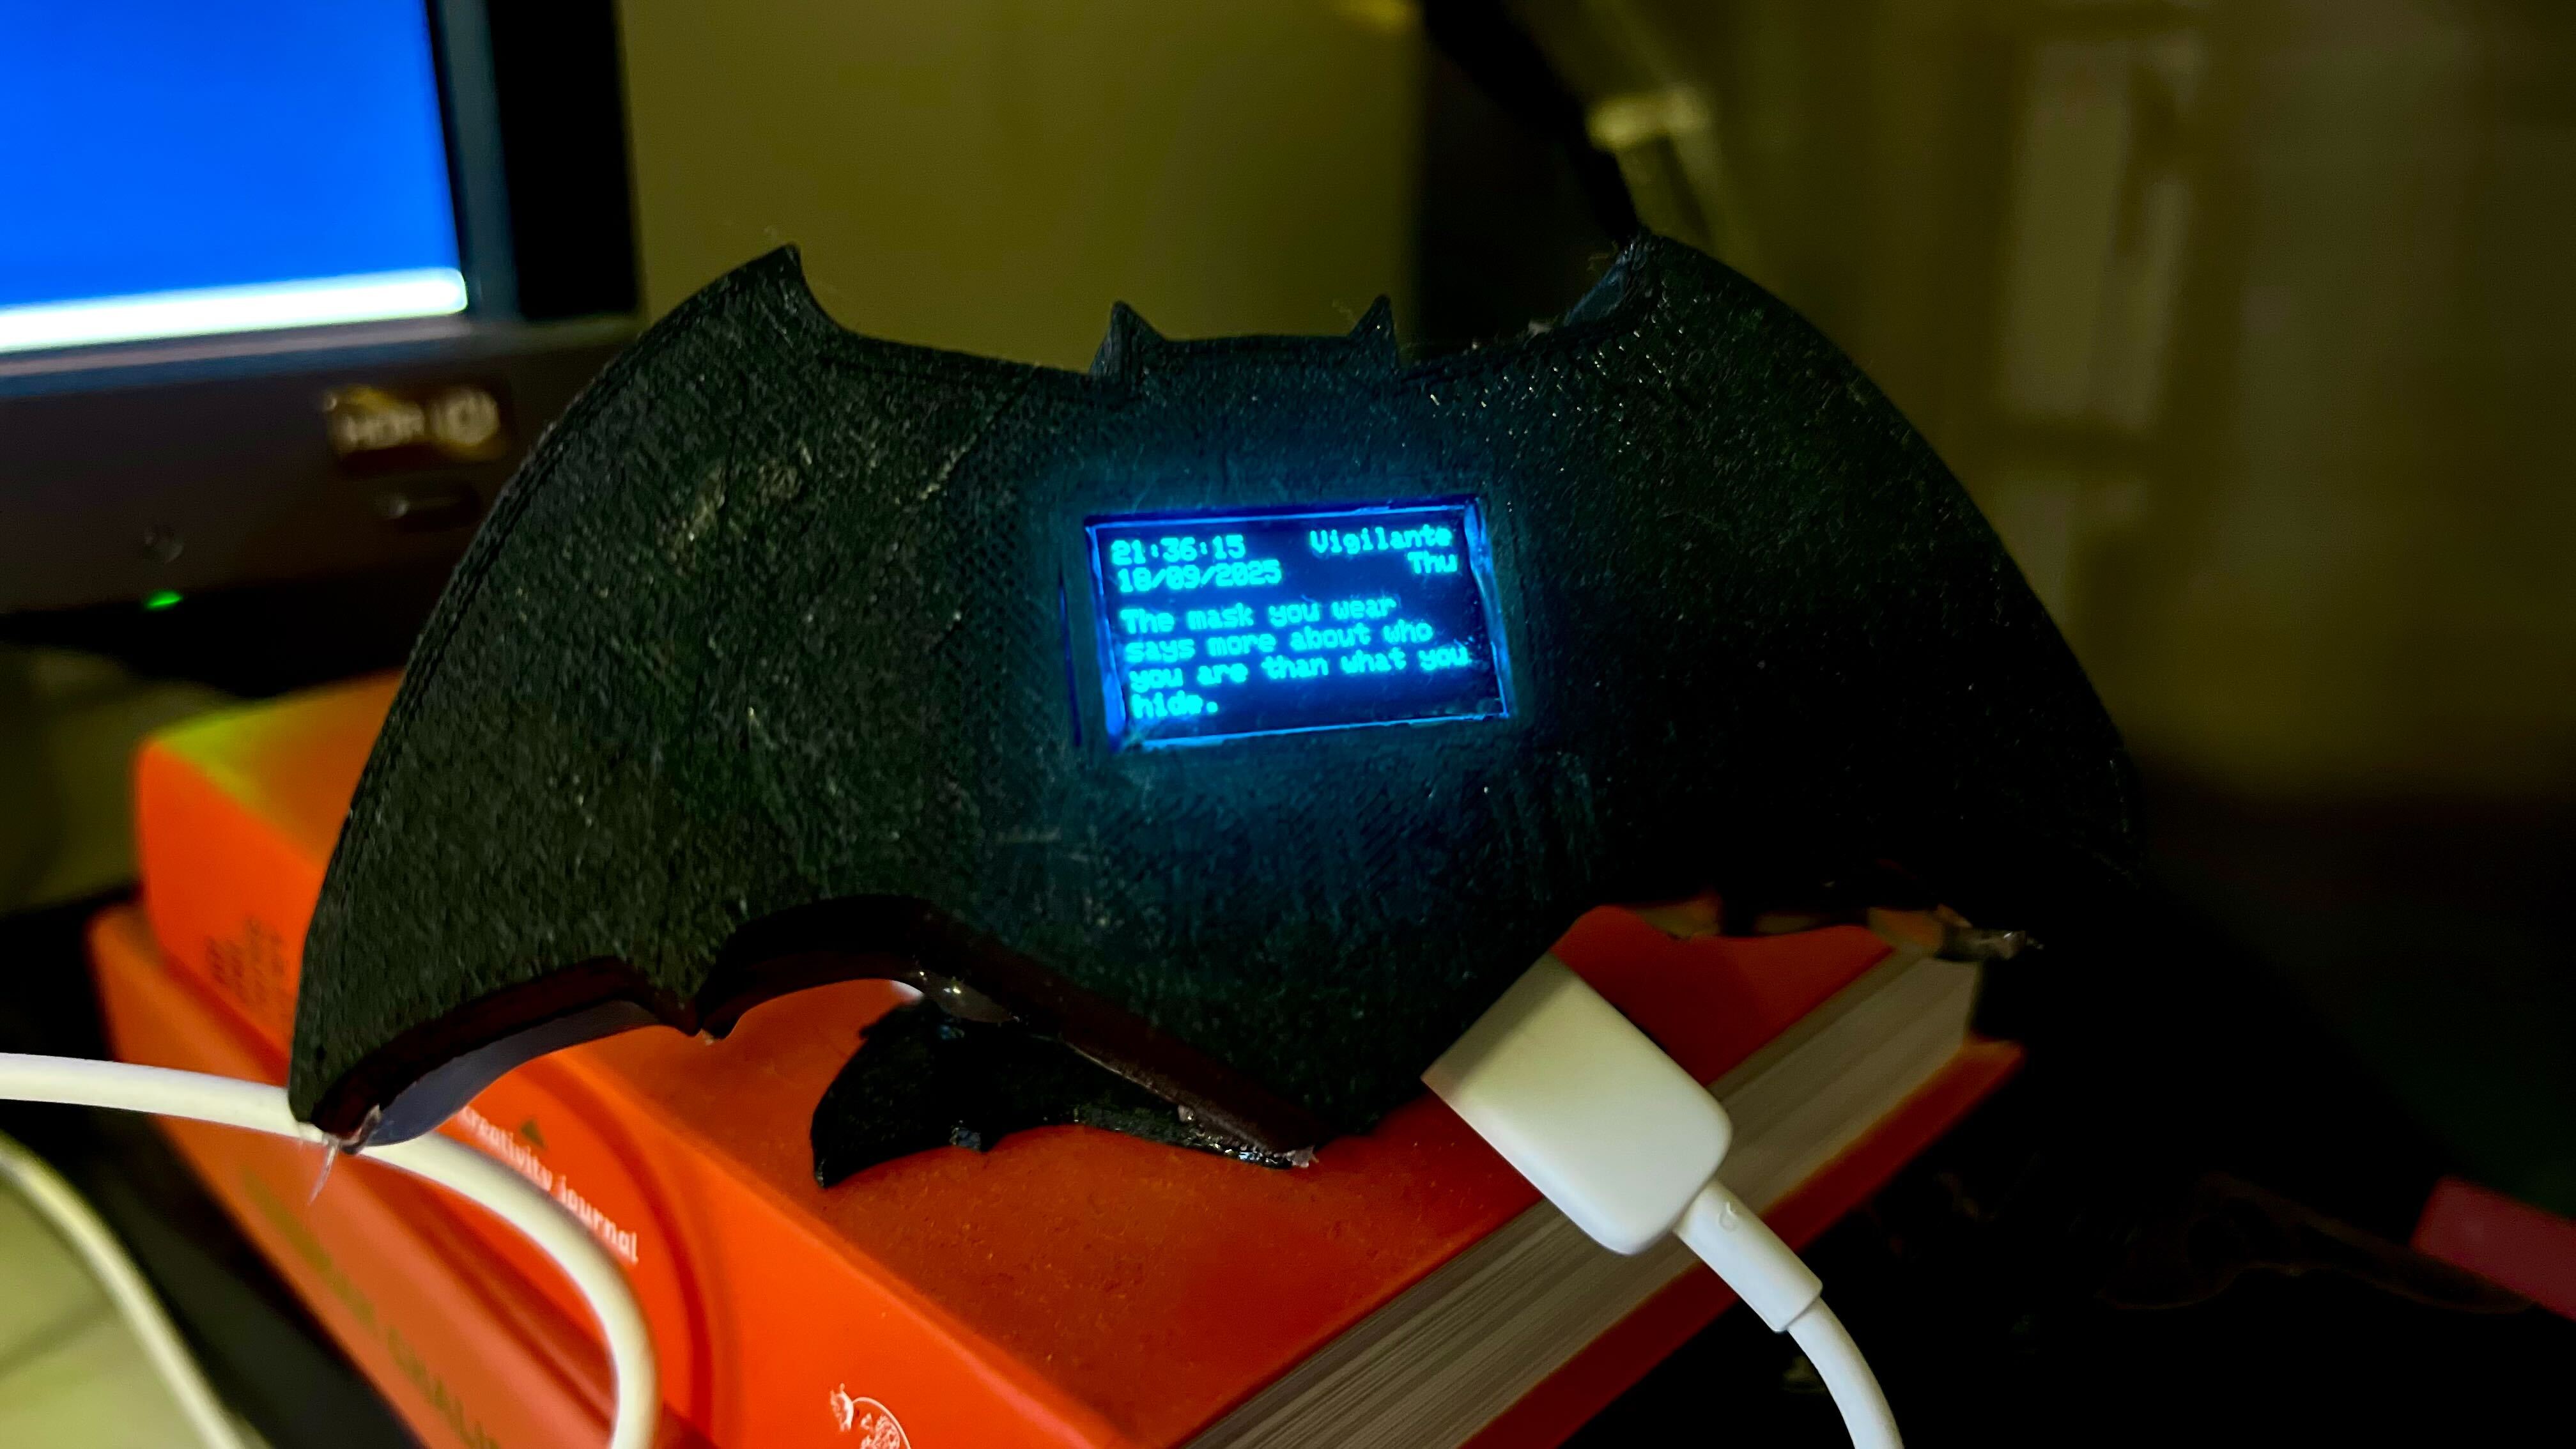 21:36:15 Vigilante
18/09/2025 Thu
The mask you wear
says more about who
you are than what you
hide.
creativity journal